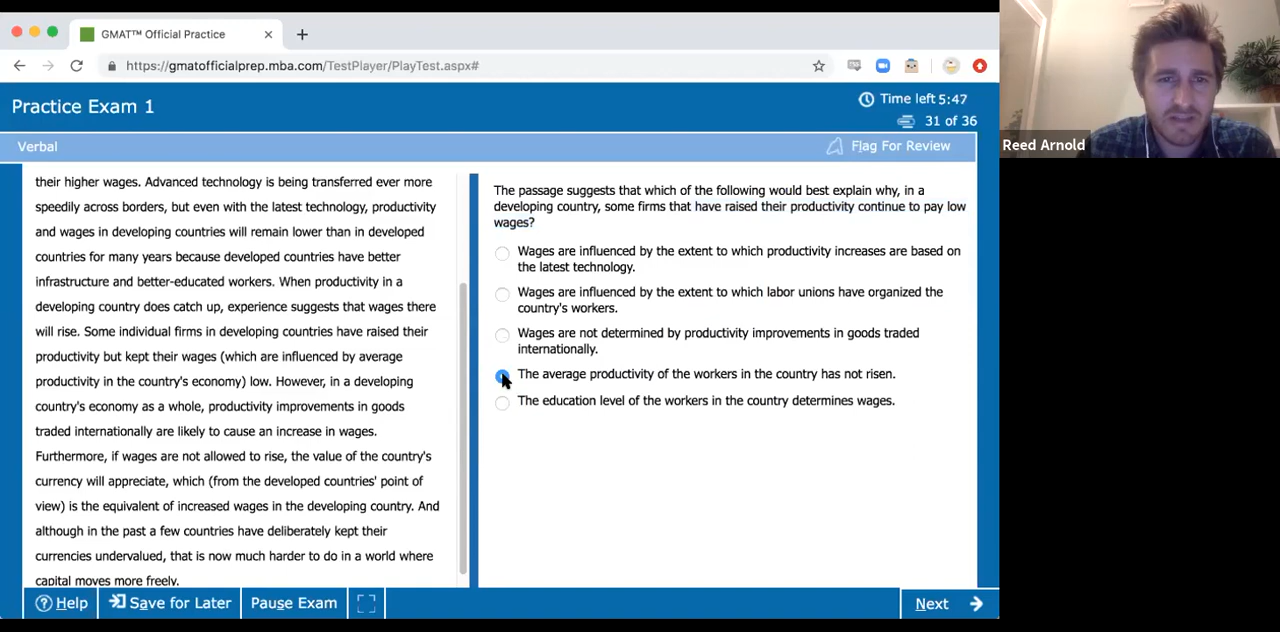 GMAT™ Official Practice
https://gmatofficialprep.mba.com/TestPlayer/PlayTest.aspx#
Practice Exam 1
Time left 5:47
31 of 36
Verbal
Flag For Review
their higher wages. Advanced technology is being transferred ever more
speedily across borders, but even with the latest technology, productivity
and wages in developing countries will remain lower than in developed
countries for many years because developed countries have better
infrastructure and better-educated workers. When productivity in a
developing country does catch up, experience suggests that wages there
will rise. Some individual firms in developing countries have raised their
productivity but kept their wages (which are influenced by average
productivity in the country's economy) low. However, in a developing
country's economy as a whole, productivity improvements in goods
traded internationally are likely to cause an increase in wages.
Furthermore, if wages are not allowed to rise, the value of the country's
currency will appreciate, which (from the developed countries' point of
view) is the equivalent of increased wages in the developing country. And
although in the past a few countries have deliberately kept their
currencies undervalued, that is now much harder to do in a world where
capital moves more freely.
The passage suggests that which of the following would best explain why, in a
developing country, some firms that have raised their productivity continue to pay low
wages?
Wages are influenced by the extent to which productivity increases are based on
the latest technology.
Wages are influenced by the extent to which labor unions have organized the
country's workers.
Wages are not determined by productivity improvements in goods traded
internationally.
The average productivity of the workers in the country has not risen.
The education level of the workers in the country determines wages.
Help
Save for Later
Pause Exam
Next
Reed Arnold